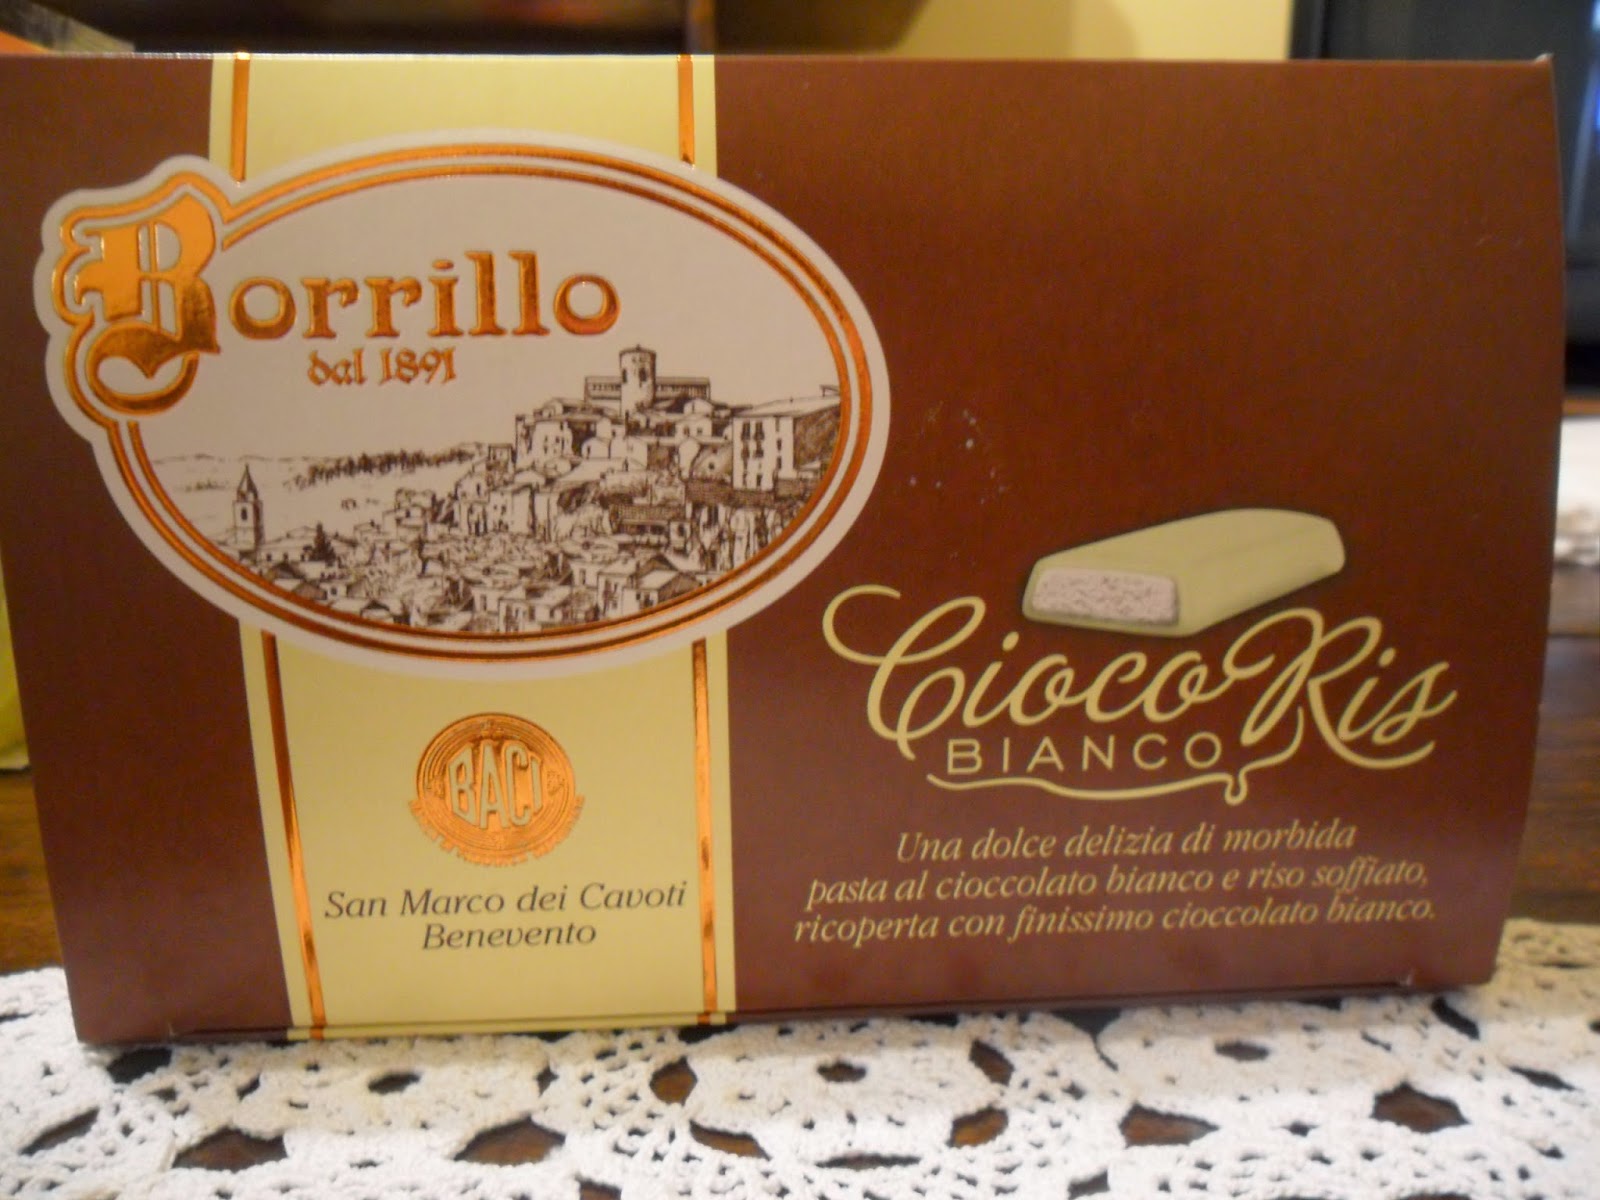 Borrillo
dal 1891
BACI
San Marco dei Cavoti
Benevento
CiocoRis
BIANCO
Una dolce delizia di morbida
pasta al cioccolato bianco e riso soffiato,
ricoperta con finissimo cioccolato bianco.